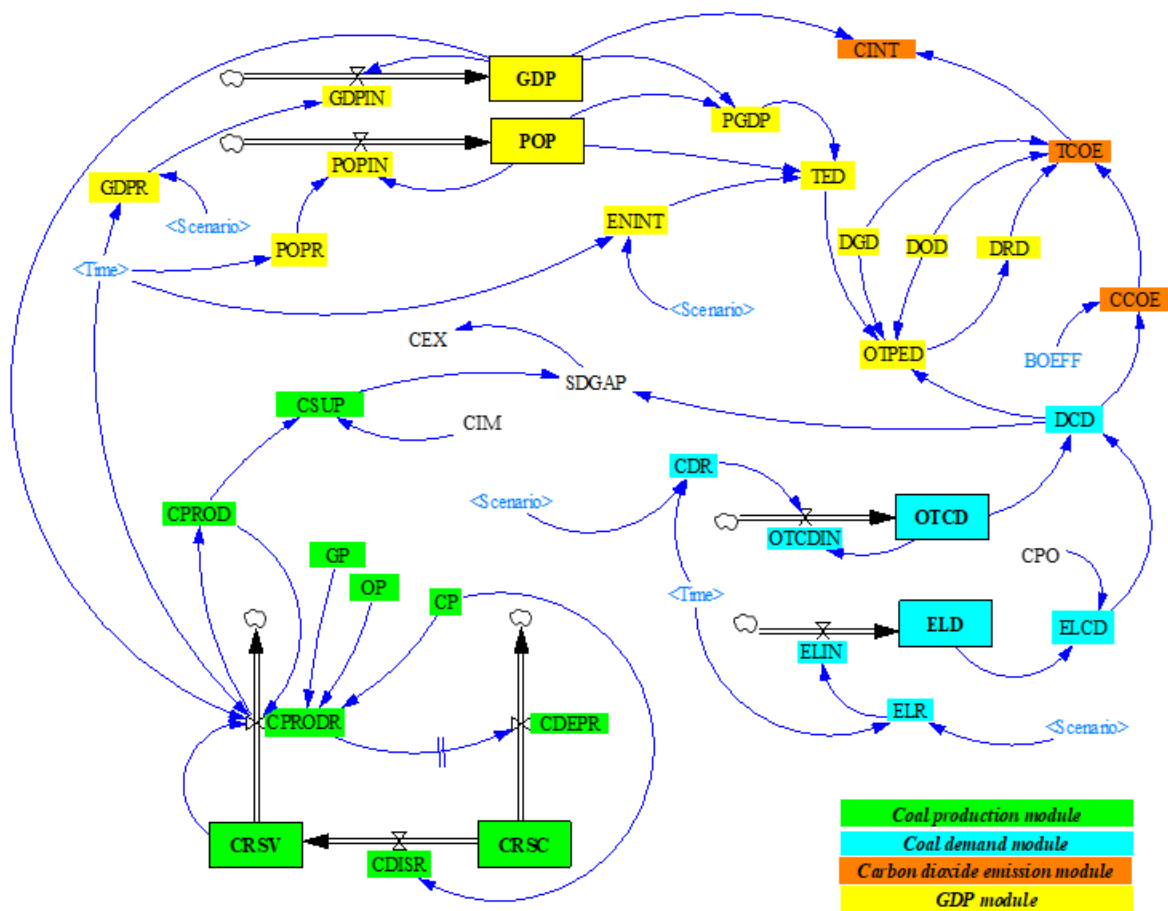 CINT
GDP
GDPIN
PGDP
POP
TCOE
POPIN
GDPR
TED
<Scenario>
ENINT
DGD
DOD
DRD
POPR
<Time>
<Scenario>
CCOE
CEX
OTPED
BOEFF
SDGAP
CSUP
CIM
DCD
CDR
<Scenario>
CPROD
OTCD
OTCDIN
GP
CPO
OP
<Time>
CP
ELD
ELCD
ELIN
ELR
CPRODR
CDEPR
<Scenario>
Coal production module
CRSV
CRSC
Coal demand module
CDISR
Carbon dioxide emission module
GDP module